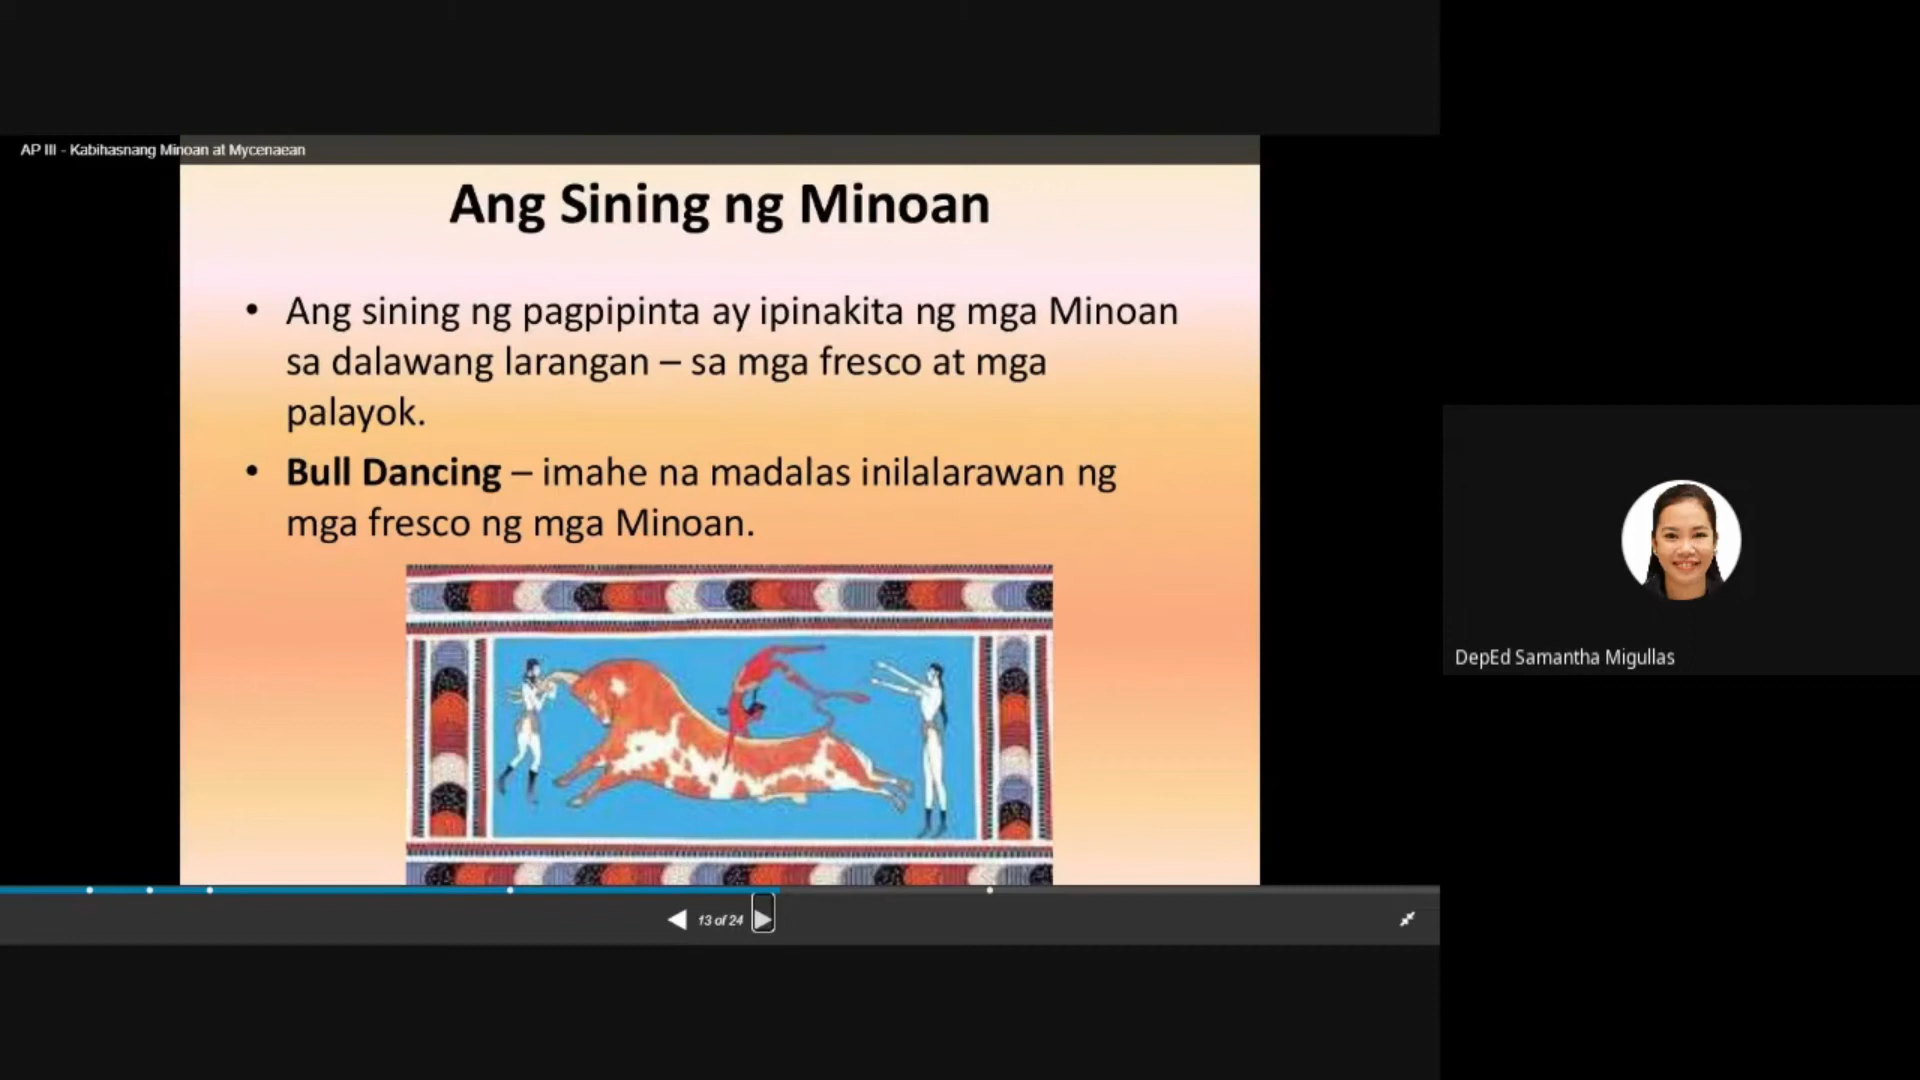 AP III - Kabihasnang Minoan at Mycenaean
Ang Sining ng Minoan
• Ang sining ng pagpipinta ay ipinakita ng mga Minoan
sa dalawang larangan – sa mga fresco at mga
palayok.
• Bull Dancing – imahe na madalas inilalarawan ng
mga fresco ng mga Minoan.
13 of 24
DepEd Samantha Migullas